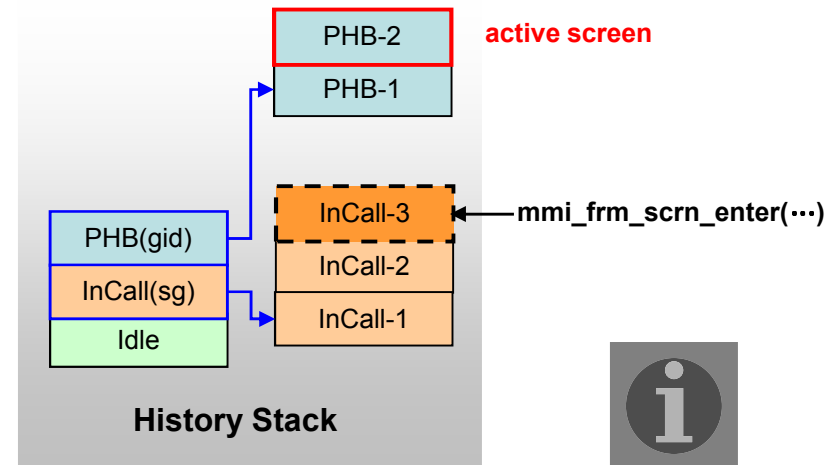 PHB-2
active screen
PHB-1
InCall-3
mmi_frm_scrn_enter(…)
PHB(gid)
InCall-2
InCall(sg)
InCall-1
Idle
History Stack
i